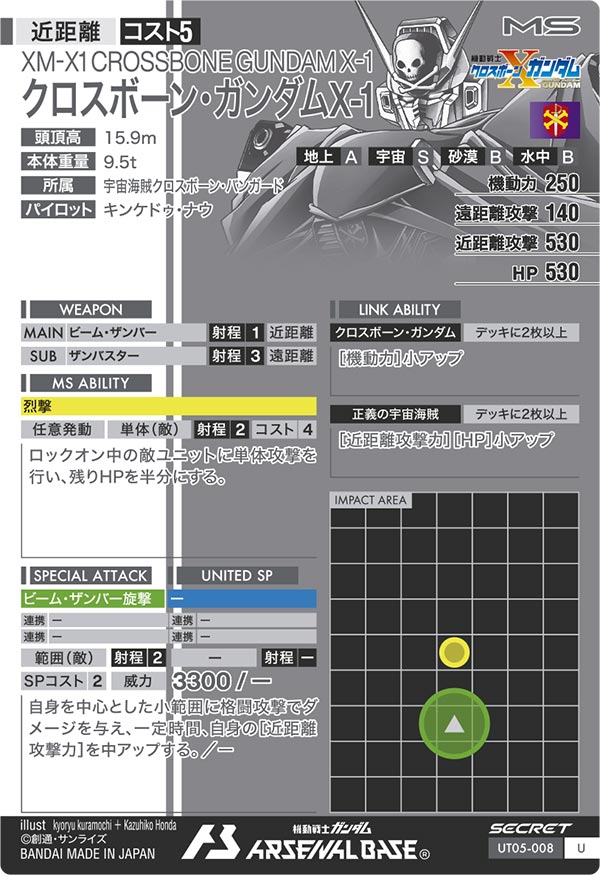 近距離 コスト5 MS
XM-X1 CROSSBONE GUNDAM X-1
クロスボーン・ガンダムX-1
機動戦士
クロスボーン・ガンダム
X
GUNDAM
頭頂高 15.9m
本体重量 9.5t
所属 宇宙海賊クロスボーン・バンガード
パイロット キンケドゥ・ナウ
地上 A 宇宙 S 砂漠 B 水中 B
機動力 250
遠距離攻撃 140
近距離攻撃 530
HP 530
WEAPON
MAIN ビーム・ザンバー 射程 1 近距離
SUB ザンバスター 射程 3 遠距離
MS ABILITY
烈撃
任意発動 単体(敵) 射程 2 コスト 4
ロックオン中の敵ユニットに単体攻撃を
行い、残りHPを半分にする。
LINK ABILITY
クロスボーン・ガンダム デッキに2枚以上
[機動力]小アップ
正義の宇宙海賊 デッキに2枚以上
[近距離攻撃力][HP]小アップ
IMPACT AREA
SPECIAL ATTACK UNITED SP
ビーム・ザンバー旋撃 ー
連携 ー 連携 ー
連携 ー 連携 ー
範囲(敵) 射程 2 ー 射程 ー
SPコスト 2 威力 3300 / ー
自身を中心とした小範囲に格闘攻撃でダ
メージを与え、一定時間、自身の[近距離
攻撃力]を中アップする。／ー
illust kyoryu kuramochi + Kazuhiko Honda
©創通・サンライズ
BANDAI MADE IN JAPAN
機動戦士ガンダム
AB ARSENAL BASE®
SECRET
UT05-008 U